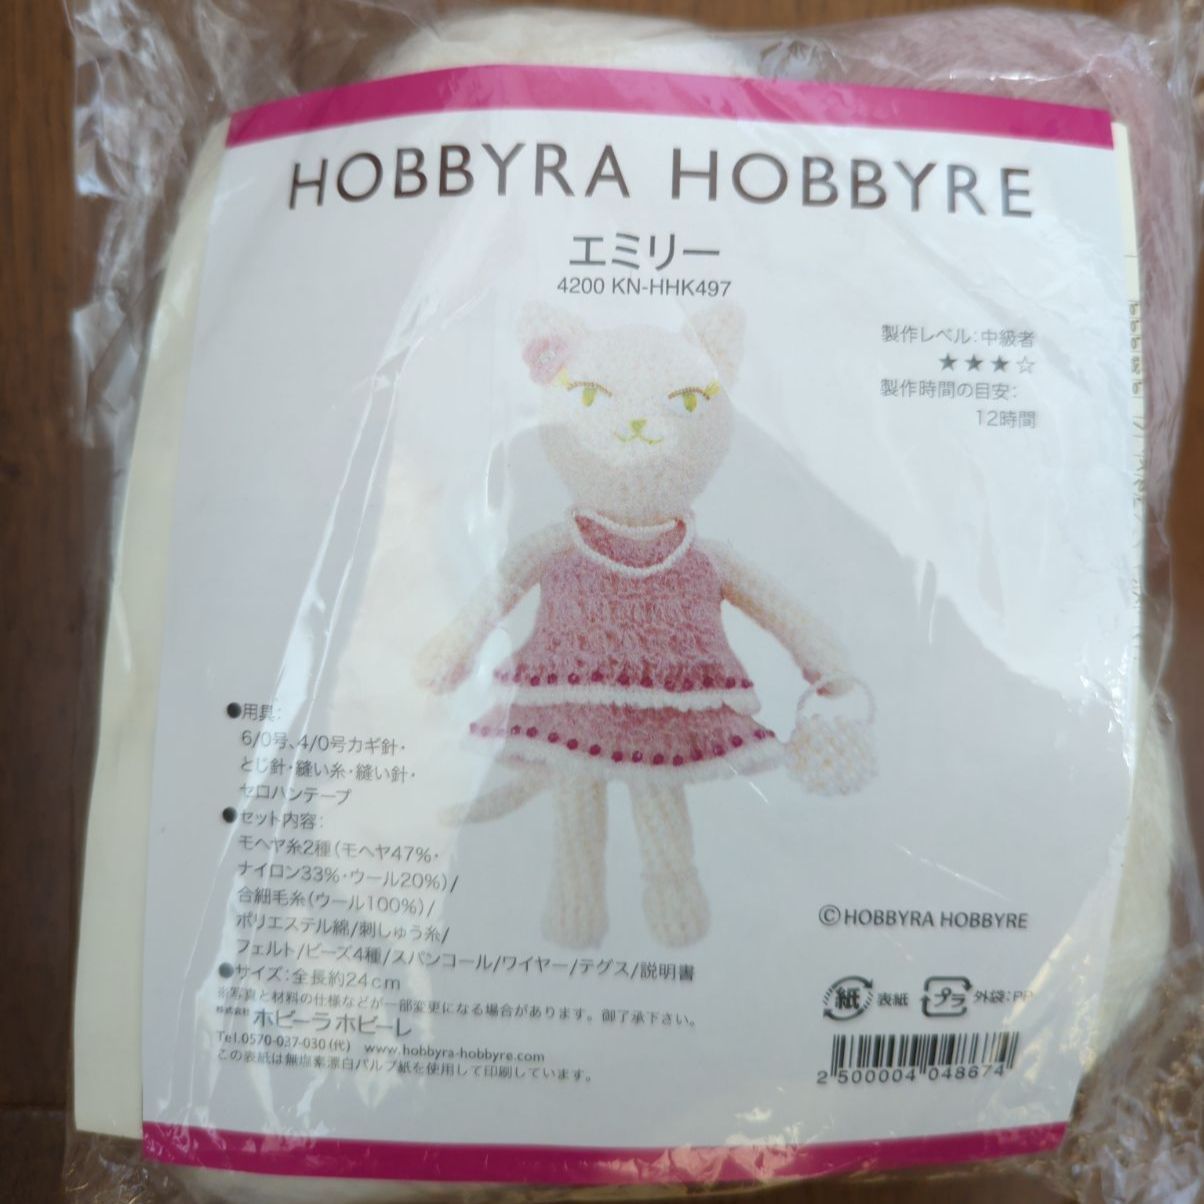 HOBBYRA HOBBYRE
エミリー
4200 KN-HHK497
製作レベル:中級者
★★★☆
製作時間の目安:
12時間
●用具:
6/0号、4/0号カギ針・
とじ針・縫い糸・縫い針・
セロハンテープ
●セット内容:
モヘヤ糸2種(モヘヤ47%・
ナイロン33%・ウール20%)/
合細毛糸(ウール100%)/
ポリエステル綿/刺しゅう糸/
フェルト/ビーズ4種/スパンコール/ワイヤー/テグス/説明書
●サイズ:全長約24cm
※写真と材料の仕様などが一部変更になる場合があります。御了承下さい。
株式会社 ホビーラホビーレ
Tel.0570-037-030(代) www.hobbyra-hobbyre.com
この表紙は無塩素漂白パルプ紙を使用して印刷しています。
©HOBBYRA HOBBYRE
紙 表紙 プラ 外袋:PP
2 500004 048674